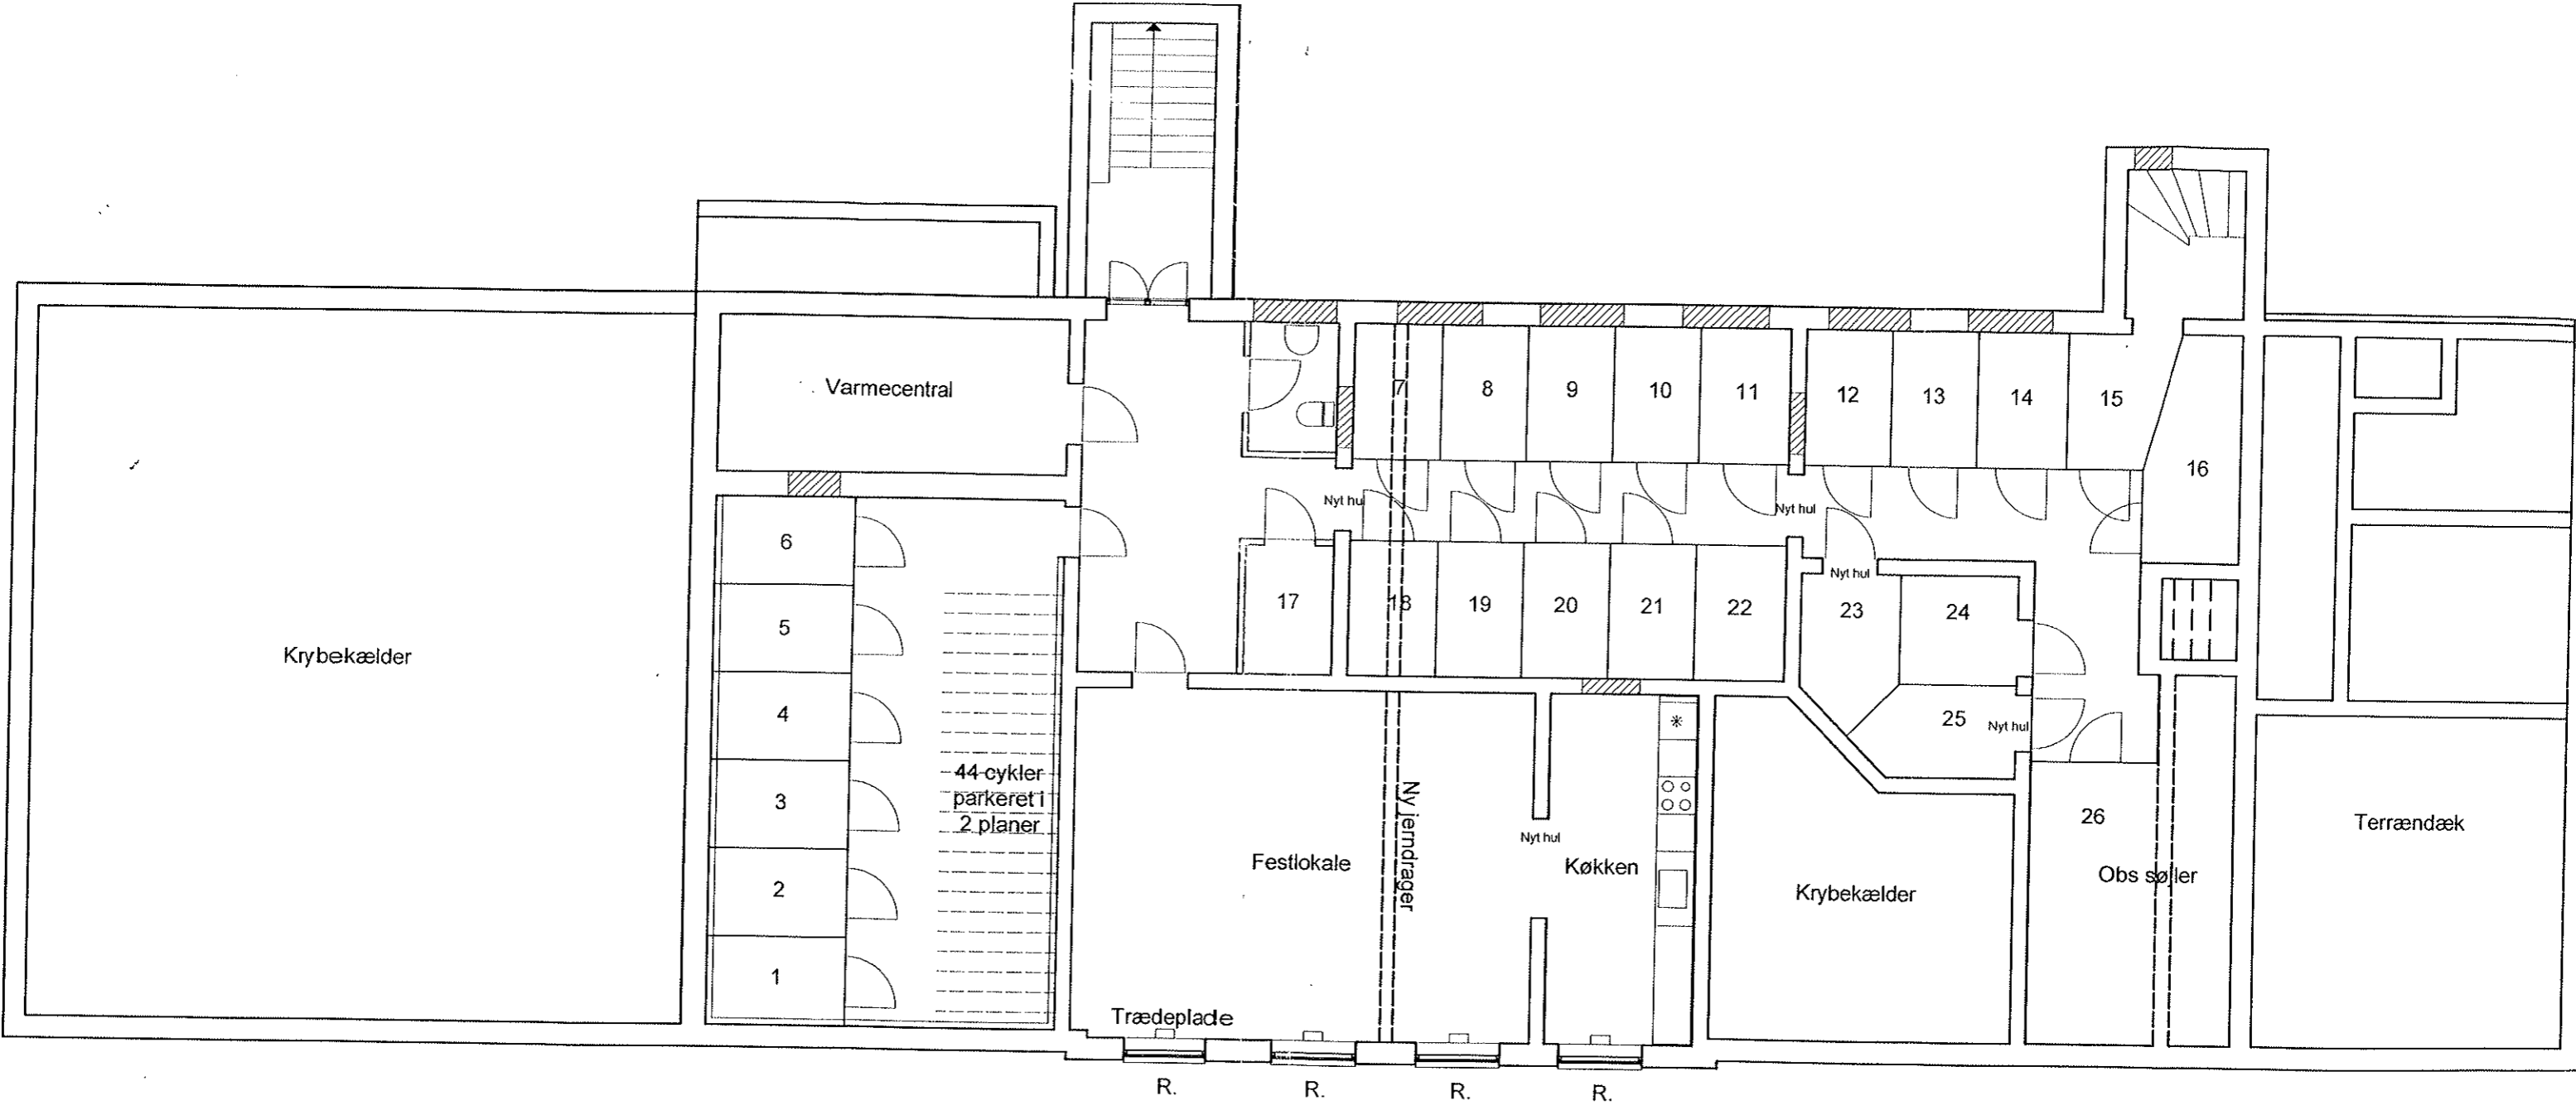 Varmecentral
7
8
9
10
11
12
13
14
15
16
Nyt hul
Nyt hul
Nyt hul
6
5
4
3
2
1
17
18
19
20
21
22
23
24
25
Nyt hul
26
Krybekælder
44 cykler
parkeret i
2 planer
Ny jerndrager
Nyt hul
Festlokale
Køkken
Krybekælder
Obs søjler
Terrændæk
Trædeplade
R.
R.
R.
R.